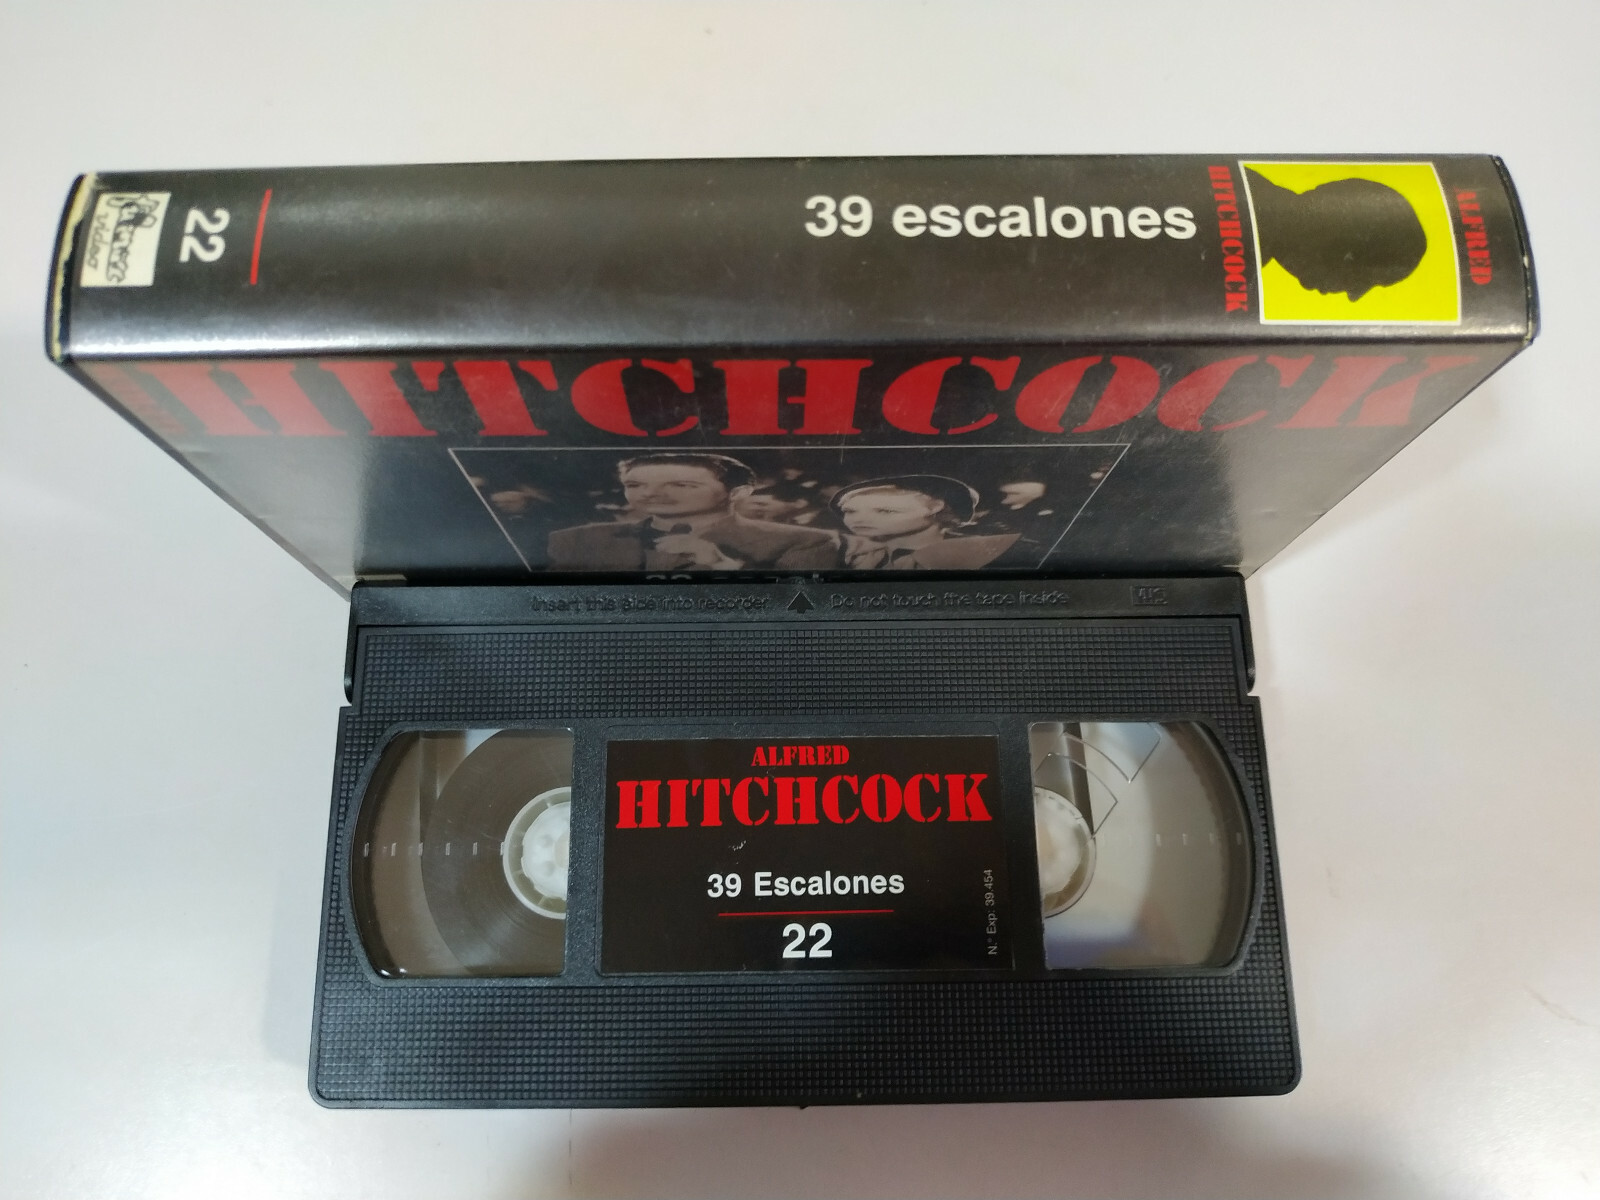 22
39 escalones
HITCHCOCK
ALFRED
HITCHCOCK
Insert this side into recorder
Do not touch the tape inside
VHS
ALFRED
HITCHCOCK
39 Escalones
22
N.º Exp: 39.454